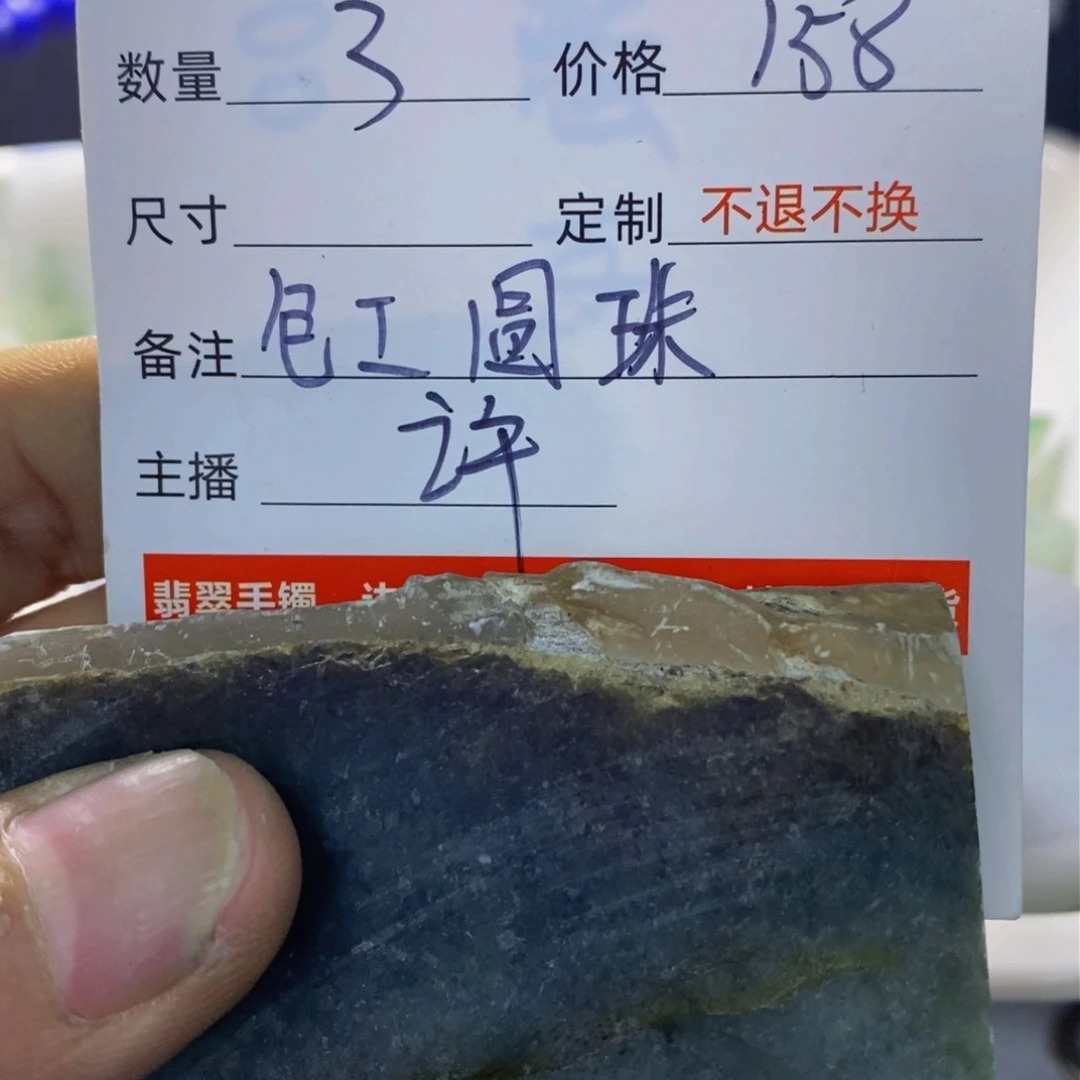 数量 3 价格 158
尺寸 定制 不退不换
备注 包工圆珠
主播 许
翡翠手镯